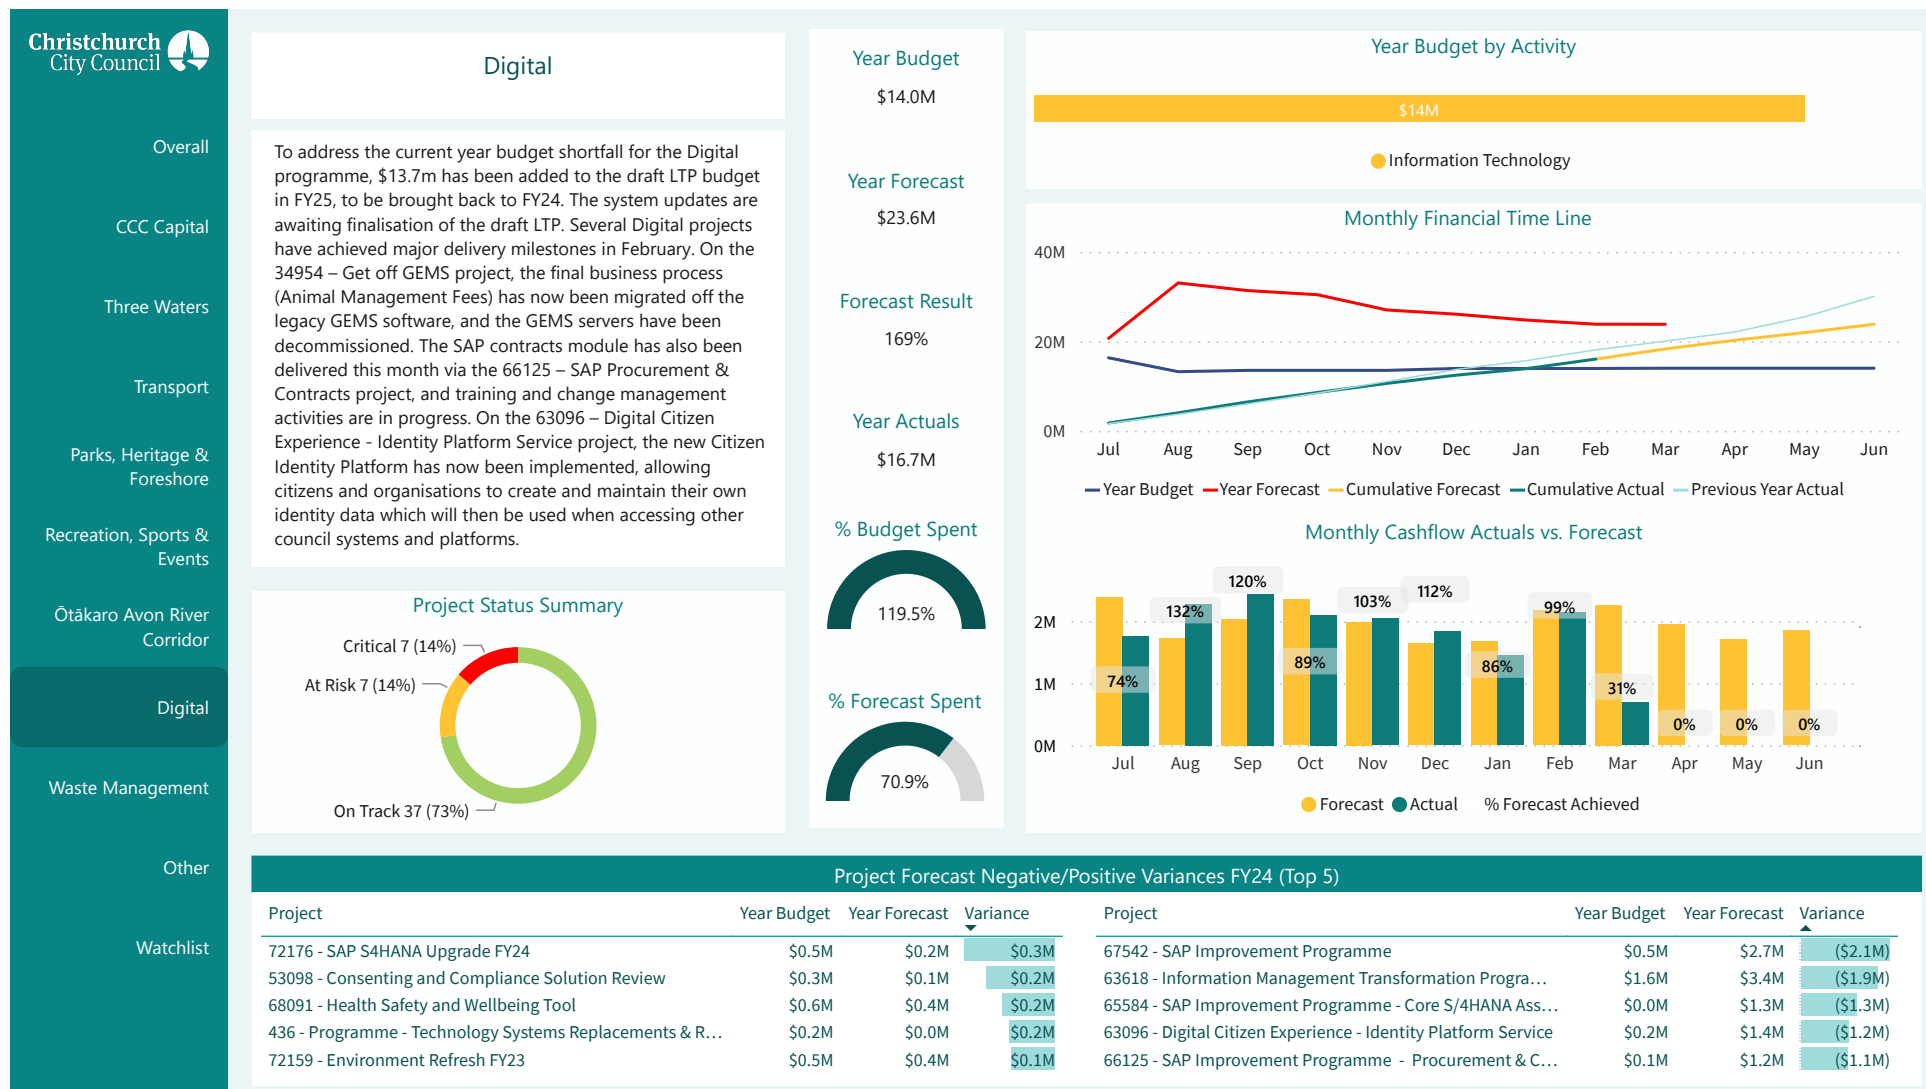 Christchurch
City Council
Overall
CCC Capital
Three Waters
Transport
Parks, Heritage &
Foreshore
Recreation, Sports &
Events
Ōtākaro Avon River
Corridor
Digital
Waste Management
Other
Watchlist
Digital
To address the current year budget shortfall for the Digital
programme, $13.7m has been added to the draft LTP budget
in FY25, to be brought back to FY24. The system updates are
awaiting finalisation of the draft LTP. Several Digital projects
have achieved major delivery milestones in February. On the
34954 – Get off GEMS project, the final business process
(Animal Management Fees) has now been migrated off the
legacy GEMS software, and the GEMS servers have been
decommissioned. The SAP contracts module has also been
delivered this month via the 66125 – SAP Procurement &
Contracts project, and training and change management
activities are in progress. On the 63096 – Digital Citizen
Experience - Identity Platform Service project, the new Citizen
Identity Platform has now been implemented, allowing
citizens and organisations to create and maintain their own
identity data which will then be used when accessing other
council systems and platforms.
Project Status Summary
Critical 7 (14%)
At Risk 7 (14%)
On Track 37 (73%)
Year Budget
$14.0M
Year Forecast
$23.6M
Forecast Result
169%
Year Actuals
$16.7M
% Budget Spent
119.5%
% Forecast Spent
70.9%
Year Budget by Activity
$14M
Information Technology
Monthly Financial Time Line
40M
20M
0M
Jul Aug Sep Oct Nov Dec Jan Feb Mar Apr May Jun
Year Budget Year Forecast Cumulative Forecast Cumulative Actual Previous Year Actual
Monthly Cashflow Actuals vs. Forecast
2M
1M
0M
74% 132% 120% 89% 103% 112% 86% 99% 31% 0% 0% 0%
Jul Aug Sep Oct Nov Dec Jan Feb Mar Apr May Jun
Forecast Actual % Forecast Achieved
Project Forecast Negative/Positive Variances FY24 (Top 5)
Project Year Budget Year Forecast Variance
72176 - SAP S4HANA Upgrade FY24 $0.5M $0.2M $0.3M
53098 - Consenting and Compliance Solution Review $0.3M $0.1M $0.2M
68091 - Health Safety and Wellbeing Tool $0.6M $0.4M $0.2M
436 - Programme - Technology Systems Replacements & R… $0.2M $0.0M $0.2M
72159 - Environment Refresh FY23 $0.5M $0.4M $0.1M
Project Year Budget Year Forecast Variance
67542 - SAP Improvement Programme $0.5M $2.7M ($2.1M)
63618 - Information Management Transformation Progra… $1.6M $3.4M ($1.9M)
65584 - SAP Improvement Programme - Core S/4HANA Ass… $0.0M $1.3M ($1.3M)
63096 - Digital Citizen Experience - Identity Platform Service $0.2M $1.4M ($1.2M)
66125 - SAP Improvement Programme - Procurement & C… $0.1M $1.2M ($1.1M)